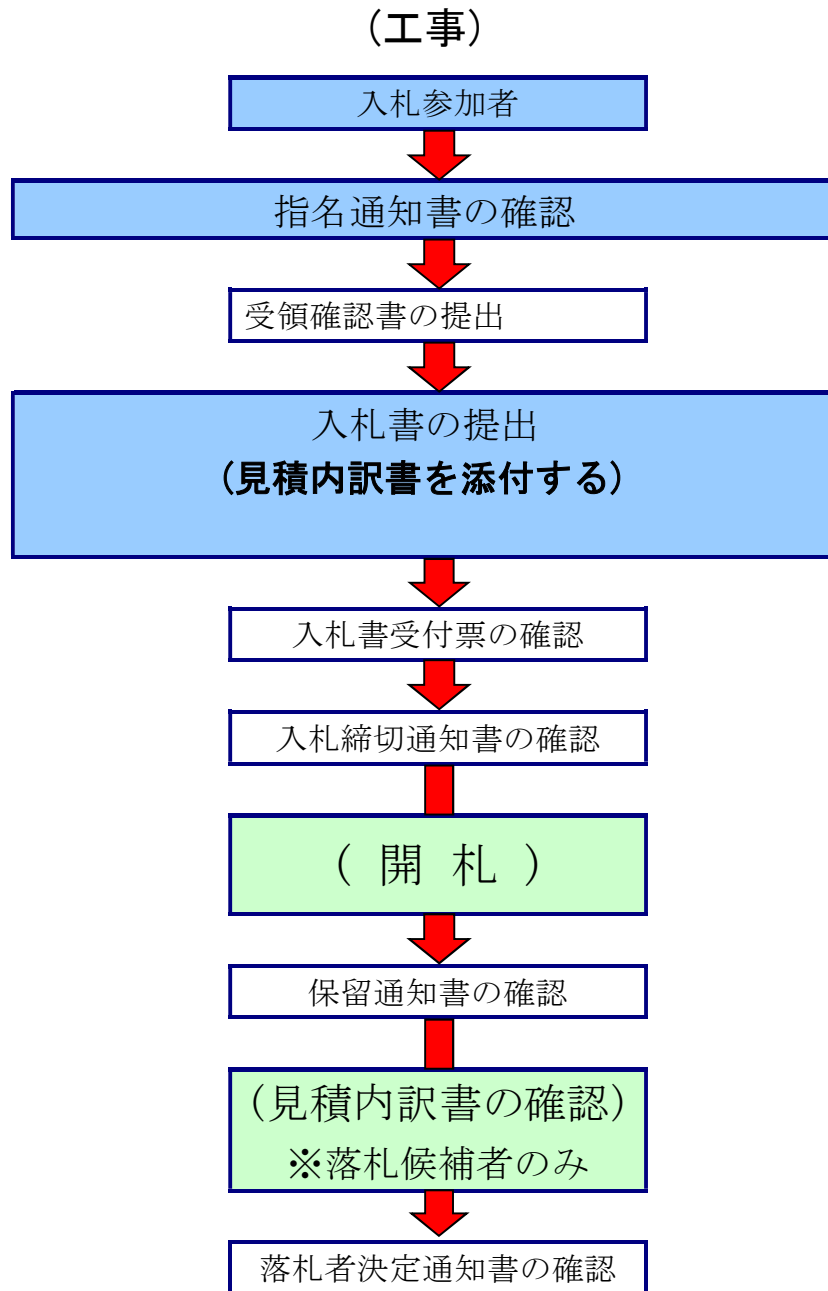 (工事)
入札参加者
指名通知書の確認
受領確認書の提出
入札書の提出
(見積内訳書を添付する)
入札書受付票の確認
入札締切通知書の確認
( 開 札 )
保留通知書の確認
(見積内訳書の確認)
※落札候補者のみ
落札者決定通知書の確認